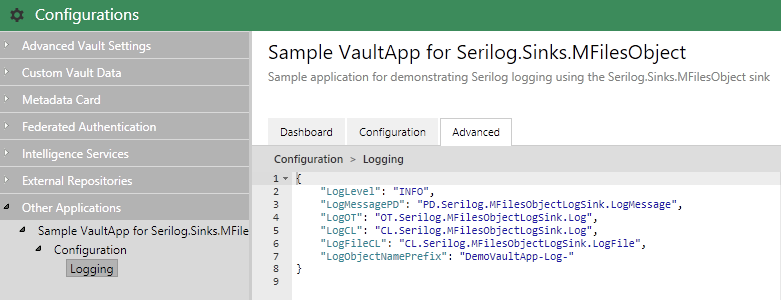 Configurations
Advanced Vault Settings
Custom Vault Data
Metadata Card
Federated Authentication
Intelligence Services
External Repositories
Other Applications
Sample VaultApp for Serilog.Sinks.MFile
Configuration
Logging
Sample VaultApp for Serilog.Sinks.MFilesObject
Sample application for demonstrating Serilog logging using the Serilog.Sinks.MFilesObject sink
Dashboard Configuration Advanced
Configuration > Logging
1 {
2 "LogLevel": "INFO",
3 "LogMessagePD": "PD.Serilog.MFilesObjectLogSink.LogMessage",
4 "LogOT": "OT.Serilog.MFilesObjectLogSink.Log",
5 "LogCL": "CL.Serilog.MFilesObjectLogSink.Log",
6 "LogFileCL": "CL.Serilog.MFilesObjectLogSink.LogFile",
7 "LogObjectNamePrefix": "DemoVaultApp-Log-"
8 }
9